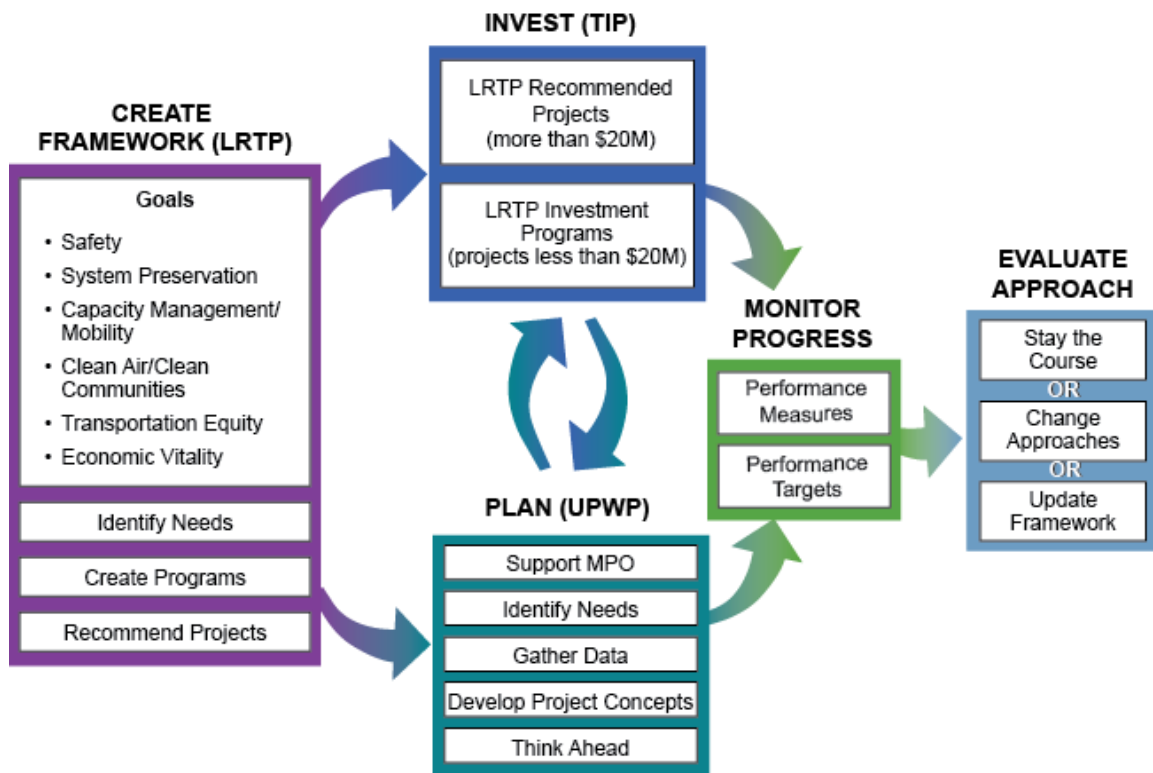 CREATE
FRAMEWORK (LRTP)
Goals
• Safety
• System Preservation
• Capacity Management/
Mobility
• Clean Air/Clean
Communities
• Transportation Equity
• Economic Vitality
Identify Needs
Create Programs
Recommend Projects
INVEST (TIP)
LRTP Recommended
Projects
(more than $20M)
LRTP Investment
Programs
(projects less than $20M)
PLAN (UPWP)
Support MPO
Identify Needs
Gather Data
Develop Project Concepts
Think Ahead
MONITOR
PROGRESS
Performance
Measures
Performance
Targets
EVALUATE
APPROACH
Stay the
Course
OR
Change
Approaches
OR
Update
Framework